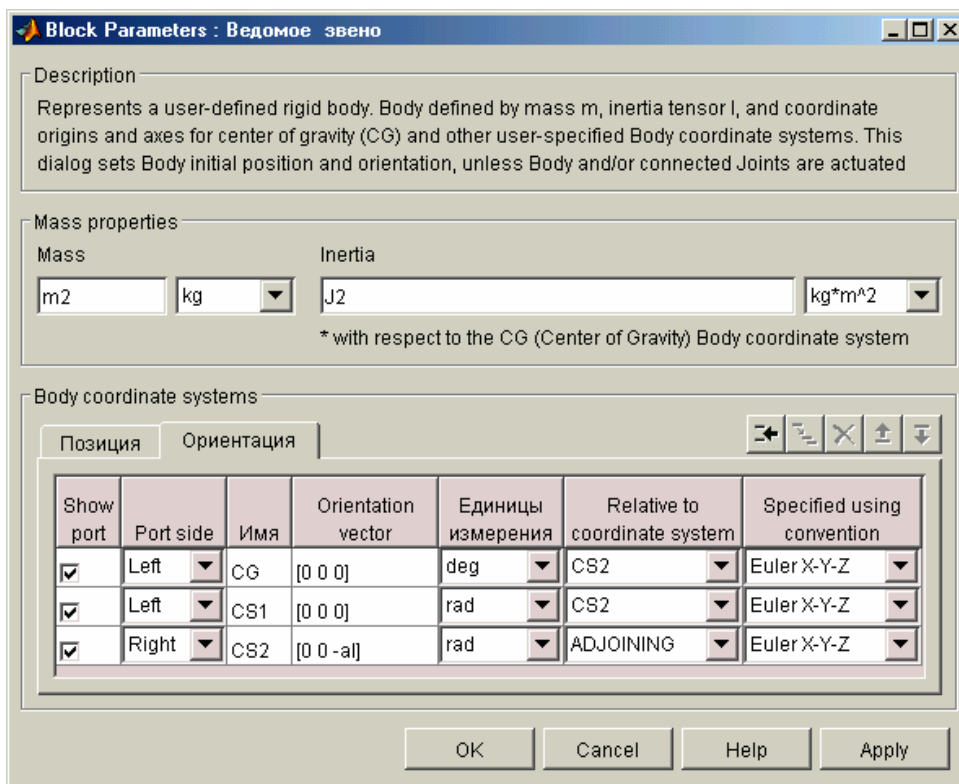 Block Parameters : Ведомое звено
Description
Represents a user-defined rigid body. Body defined by mass m, inertia tensor I, and coordinate
origins and axes for center of gravity (CG) and other user-specified Body coordinate systems. This
dialog sets Body initial position and orientation, unless Body and/or connected Joints are actuated
Mass properties
Mass
Inertia
m2 kg J2 kg*m^2
* with respect to the CG (Center of Gravity) Body coordinate system
Body coordinate systems
Позиция Ориентация
Show port Port side Имя Orientation vector Единицы измерения Relative to coordinate system Specified using convention
Left CG [0 0 0] deg CS2 Euler X-Y-Z
Left CS1 [0 0 0] rad CS2 Euler X-Y-Z
Right CS2 [0 0 -al] rad ADJOINING Euler X-Y-Z
OK Cancel Help Apply